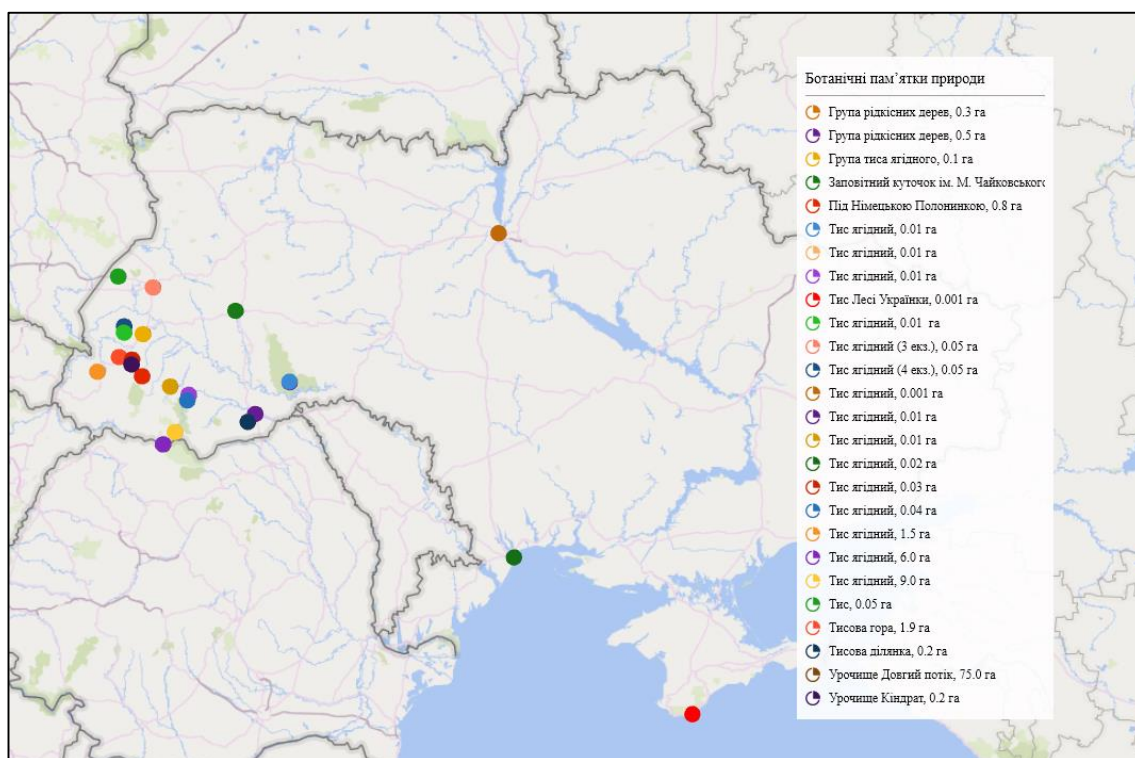 Ботанічні пам’ятки природи
Група рідкісних дерев, 0.3 га
Група рідкісних дерев, 0.5 га
Група тиса ягідного, 0.1 га
Заповітний куточок ім. М. Чайковського
Під Німецькою Полонинкою, 0.8 га
Тис ягідний, 0.01 га
Тис ягідний, 0.01 га
Тис ягідний, 0.01 га
Тис Лесі Українки, 0.001 га
Тис ягідний, 0.01 га
Тис ягідний (3 екз.), 0.05 га
Тис ягідний (4 екз.), 0.05 га
Тис ягідний, 0.001 га
Тис ягідний, 0.01 га
Тис ягідний, 0.01 га
Тис ягідний, 0.02 га
Тис ягідний, 0.03 га
Тис ягідний, 0.04 га
Тис ягідний, 1.5 га
Тис ягідний, 6.0 га
Тис ягідний, 9.0 га
Тис, 0.05 га
Тисова гора, 1.9 га
Тисова ділянка, 0.2 га
Урочище Довгий потік, 75.0 га
Урочище Кіндрат, 0.2 га